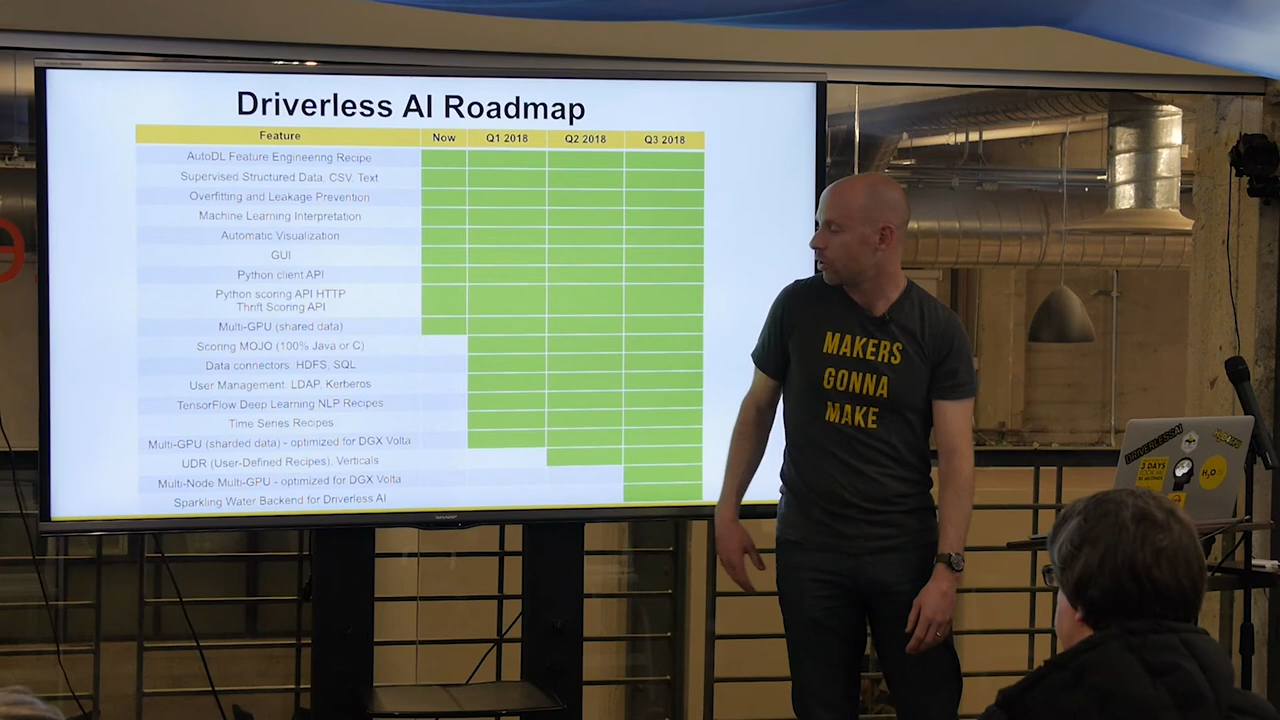 Driverless AI Roadmap
Feature Now Q1 2018 Q2 2018 Q3 2018
AutoDL Feature Engineering Recipe
Supervised Structured Data, CSV, Text
Overfitting and Leakage Prevention
Machine Learning Interpretation
Automatic Visualization
GUI
Python client API
Python scoring API HTTP
Thrift Scoring API
Multi-GPU (shared data)
Scoring MOJO (100% Java or C)
Data connectors: HDFS, SQL
User Management: LDAP, Kerberos
TensorFlow Deep Learning NLP Recipes
Time Series Recipes
Multi-GPU (sharded data) - optimized for DGX Volta
UDR (User-Defined Recipes), Verticals
Multi-Node Multi-GPU - optimized for DGX Volta
Sparkling Water Backend for Driverless AI
SHARP
MAKERS
GONNA
MAKE
DRIVERLESSAI
3 DAYS
H2O